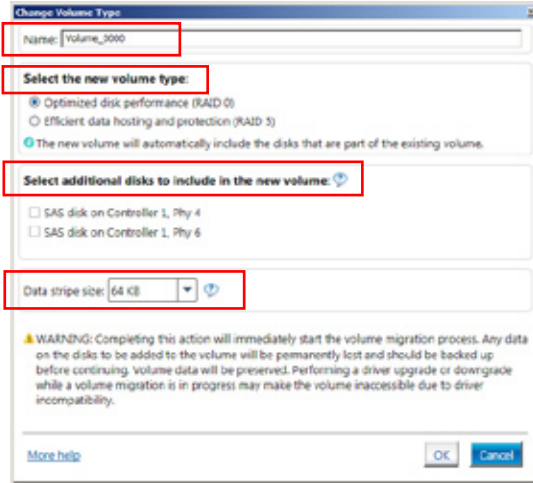 Change Volume Type
Name: Volume_0000
Select the new volume type:
Optimized disk performance (RAID 0)
Efficient data hosting and protection (RAID 5)
The new volume will automatically include the disks that are part of the existing volume.
Select additional disks to include in the new volume:
SAS disk on Controller 1, Phy 4
SAS disk on Controller 1, Phy 6
Data stripe size: 64 KB
WARNING: Completing this action will immediately start the volume migration process. Any data
on the disks to be added to the volume will be permanently lost and should be backed up
before continuing. Volume data will be preserved. Performing a driver upgrade or downgrade
while a volume migration is in progress may make the volume inaccessible due to driver
incompatibility.
More help
OK
Cancel